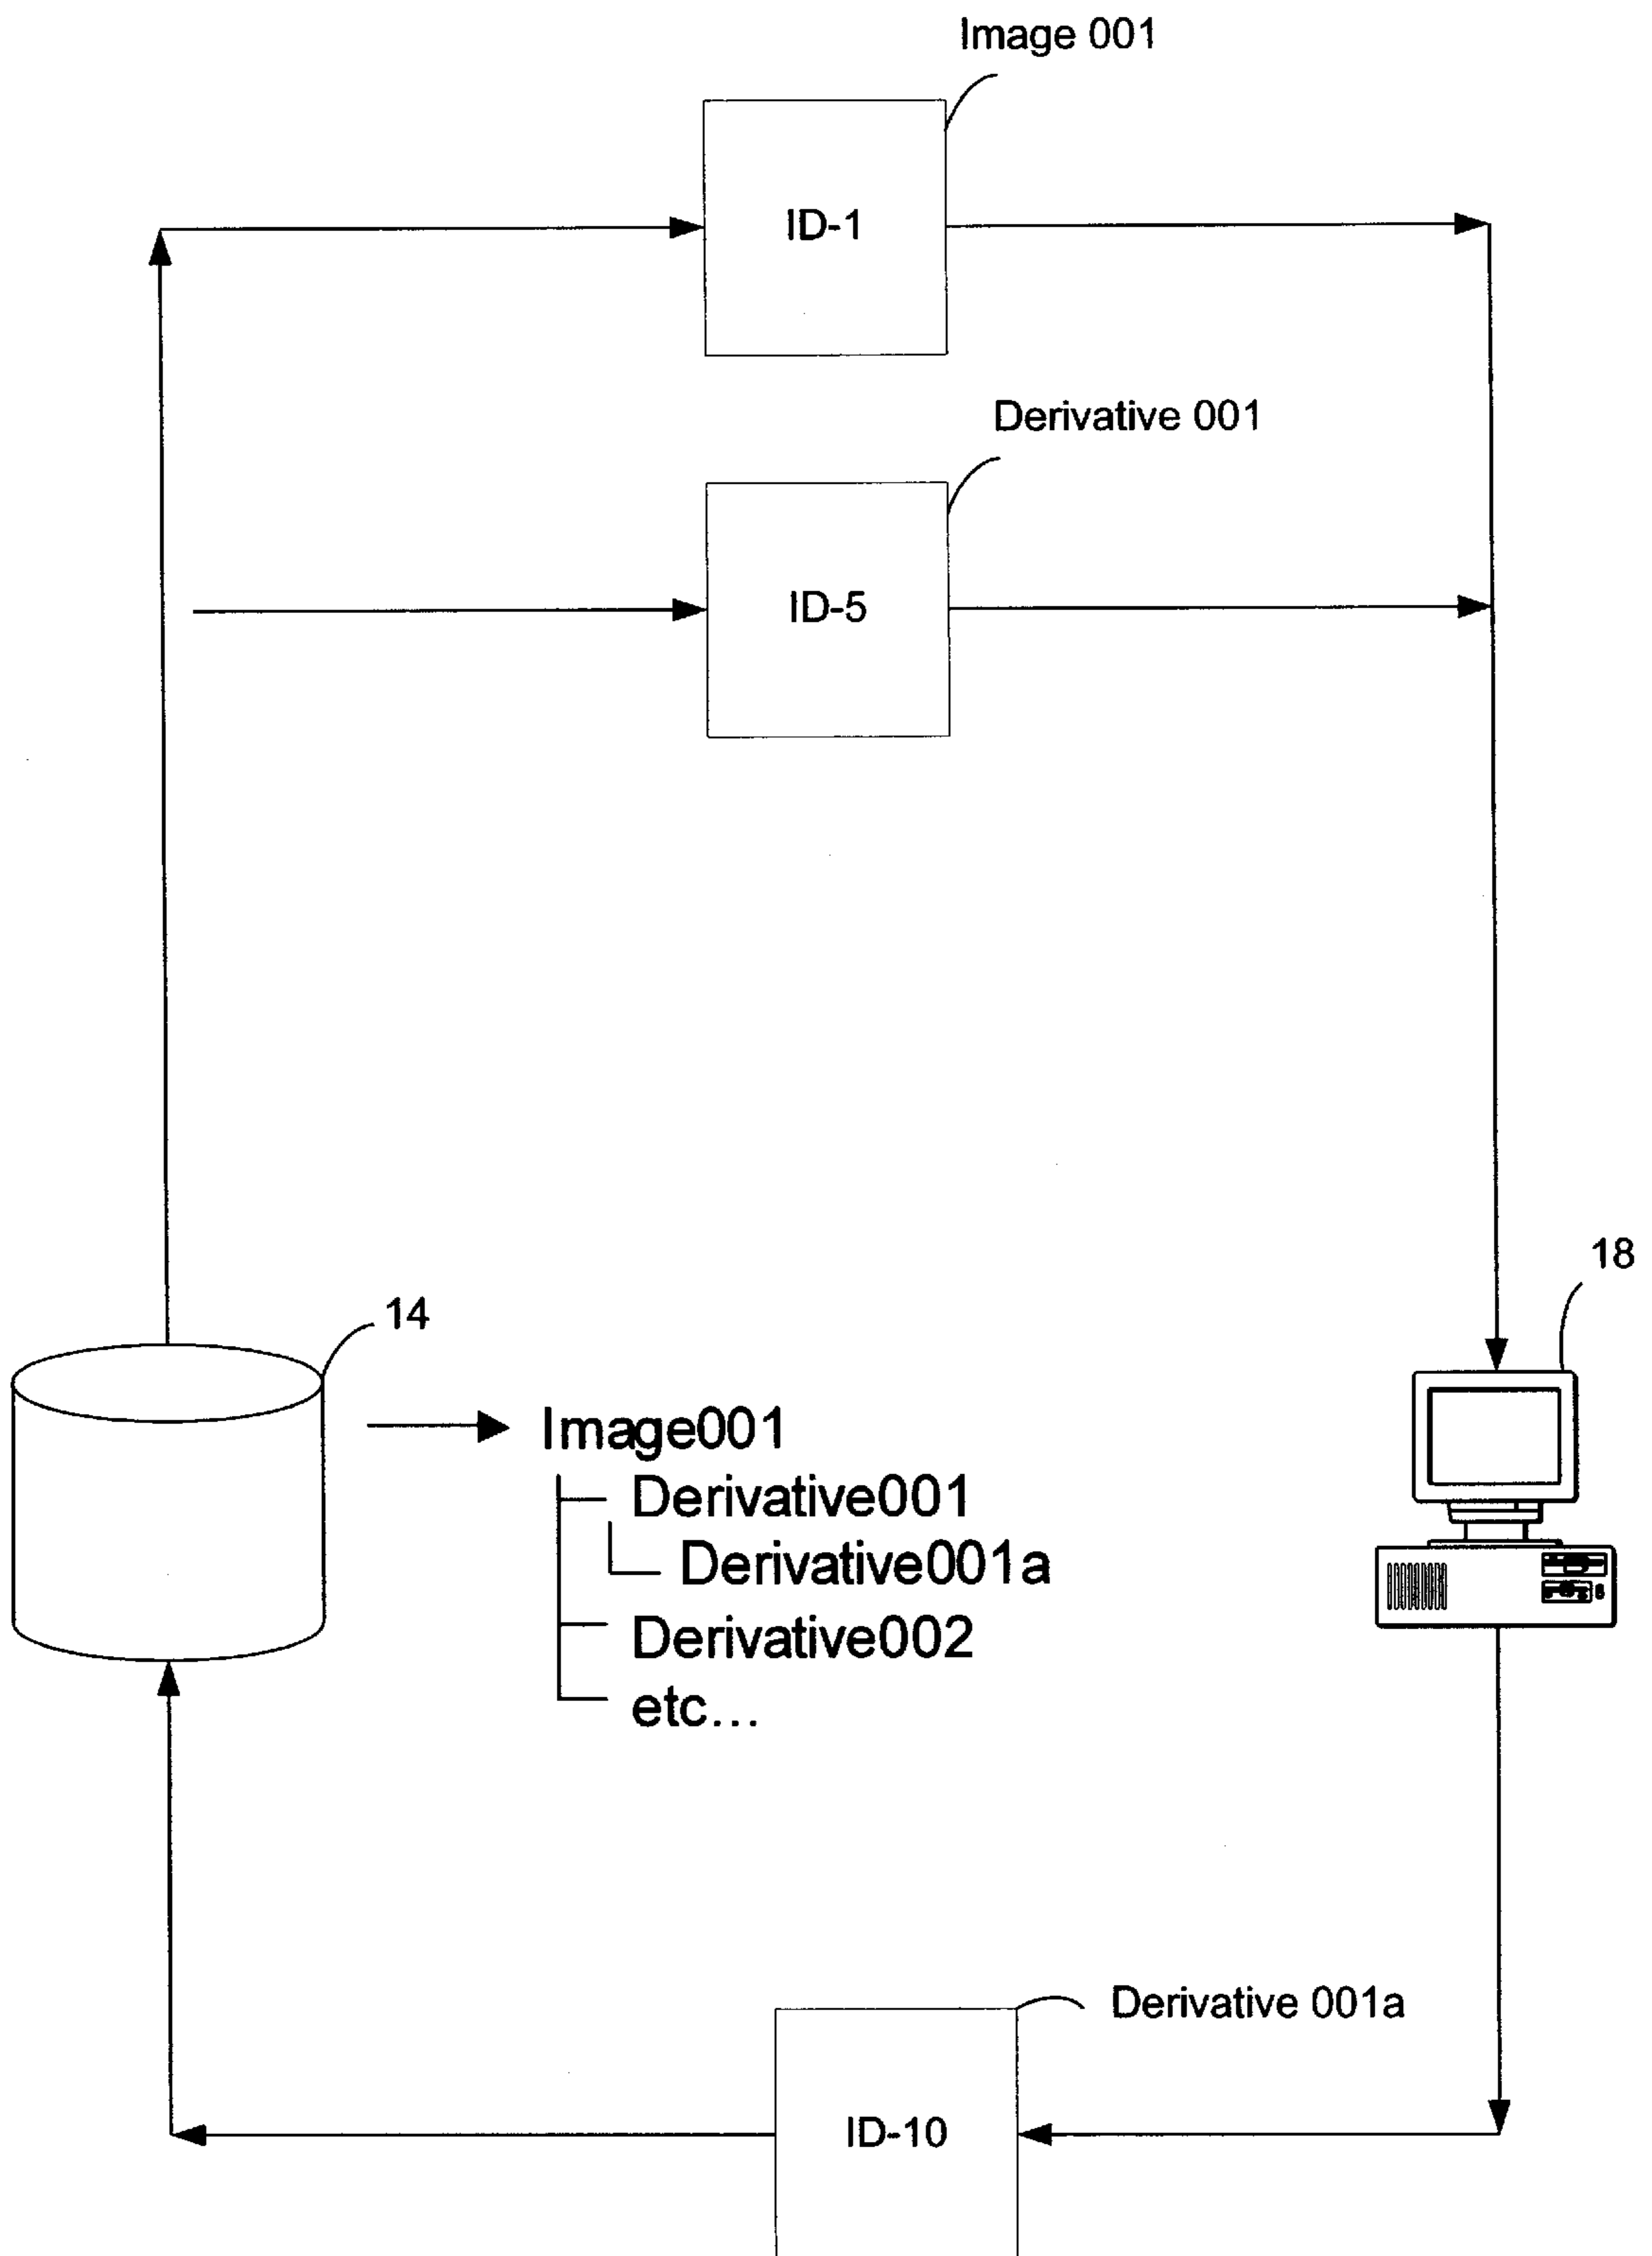 Image 001
ID-1
Derivative 001
ID-5
18
14
Image001
Derivative001
Derivative001a
Derivative002
etc...
Derivative 001a
ID-10